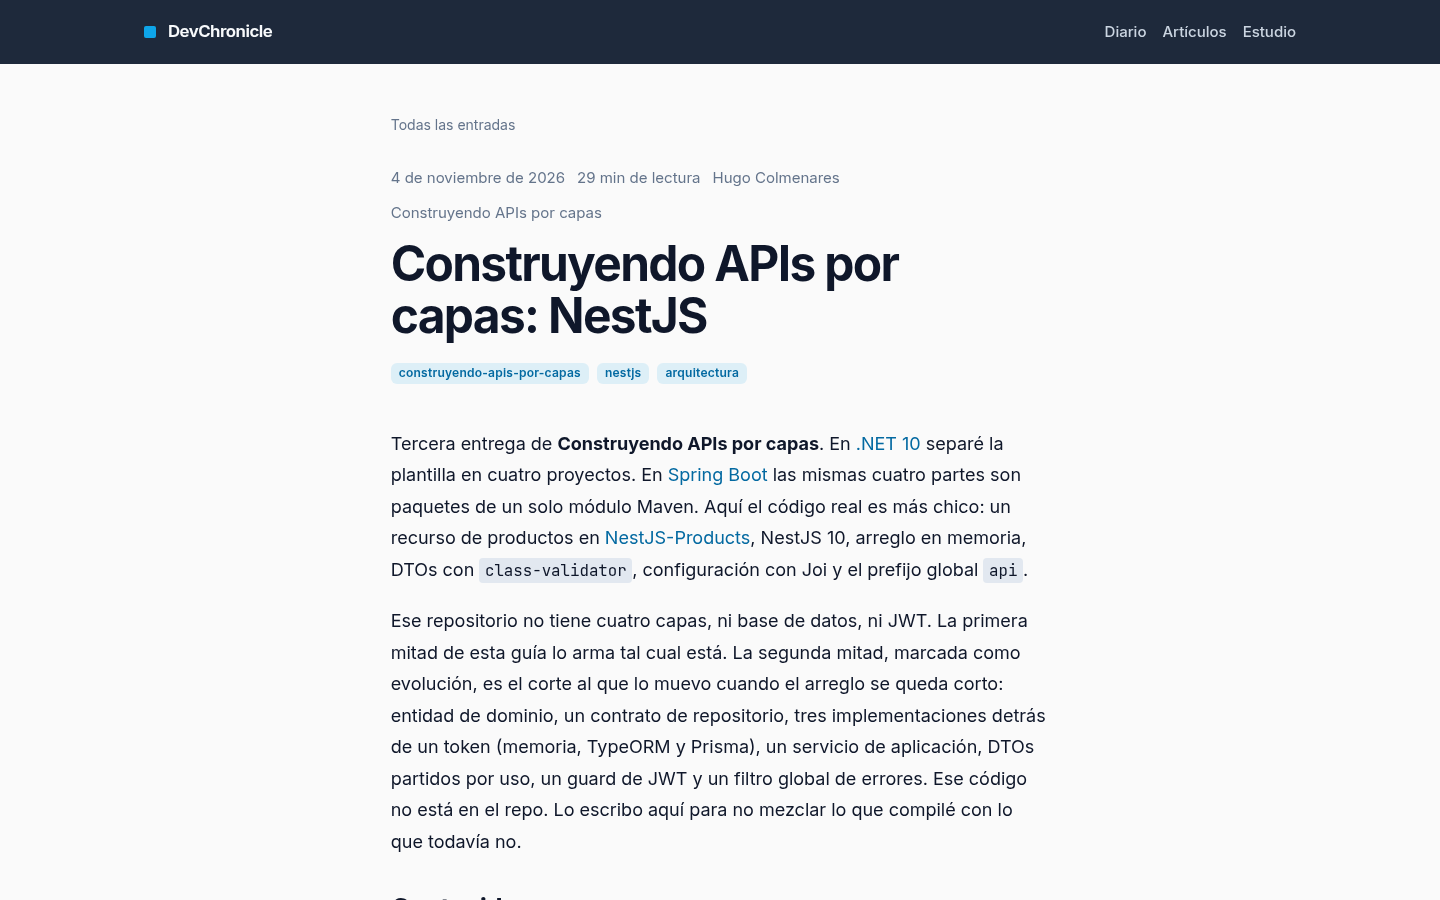 DevChronicle
Diario Artículos Estudio
Todas las entradas
4 de noviembre de 2026 29 min de lectura Hugo Colmenares
Construyendo APIs por capas
Construyendo APIs por
capas: NestJS
construyendo-apis-por-capas nestjs arquitectura
Tercera entrega de Construyendo APIs por capas. En .NET 10 separé la
plantilla en cuatro proyectos. En Spring Boot las mismas cuatro partes son
paquetes de un solo módulo Maven. Aquí el código real es más chico: un
recurso de productos en NestJS-Products, NestJS 10, arreglo en memoria,
DTOs con class-validator, configuración con Joi y el prefijo global api.
Ese repositorio no tiene cuatro capas, ni base de datos, ni JWT. La primera
mitad de esta guía lo arma tal cual está. La segunda mitad, marcada como
evolución, es el corte al que lo muevo cuando el arreglo se queda corto:
entidad de dominio, un contrato de repositorio, tres implementaciones detrás
de un token (memoria, TypeORM y Prisma), un servicio de aplicación, DTOs
partidos por uso, un guard de JWT y un filtro global de errores. Ese código
no está en el repo. Lo escribo aquí para no mezclar lo que compilé con lo
que todavía no.